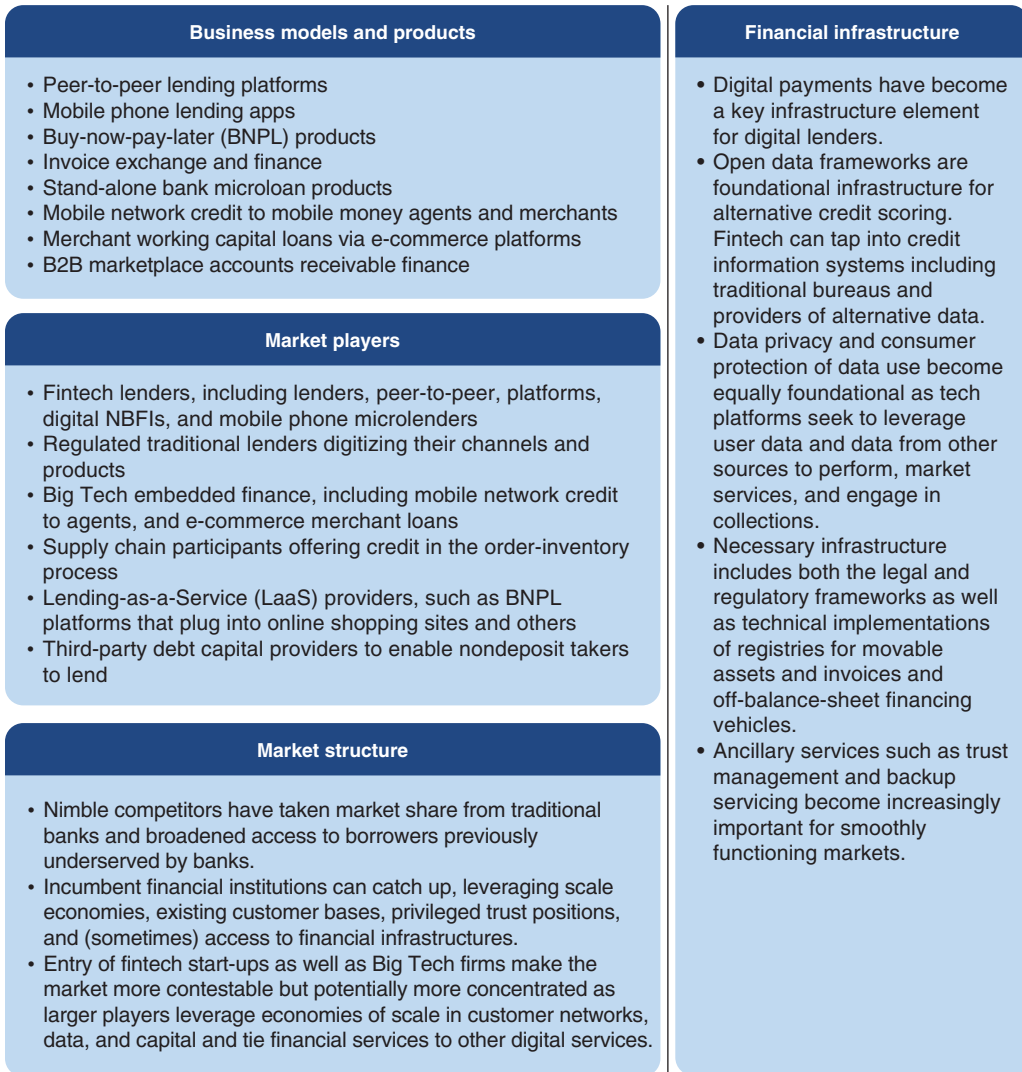 Business models and products
• Peer-to-peer lending platforms
• Mobile phone lending apps
• Buy-now-pay-later (BNPL) products
• Invoice exchange and finance
• Stand-alone bank microloan products
• Mobile network credit to mobile money agents and merchants
• Merchant working capital loans via e-commerce platforms
• B2B marketplace accounts receivable finance
Market players
• Fintech lenders, including lenders, peer-to-peer, platforms,
digital NBFIs, and mobile phone microlenders
• Regulated traditional lenders digitizing their channels and
products
• Big Tech embedded finance, including mobile network credit
to agents, and e-commerce merchant loans
• Supply chain participants offering credit in the order-inventory
process
• Lending-as-a-Service (LaaS) providers, such as BNPL
platforms that plug into online shopping sites and others
• Third-party debt capital providers to enable nondeposit takers
to lend
Market structure
• Nimble competitors have taken market share from traditional
banks and broadened access to borrowers previously
underserved by banks.
• Incumbent financial institutions can catch up, leveraging scale
economies, existing customer bases, privileged trust positions,
and (sometimes) access to financial infrastructures.
• Entry of fintech start-ups as well as Big Tech firms make the
market more contestable but potentially more concentrated as
larger players leverage economies of scale in customer networks,
data, and capital and tie financial services to other digital services.
Financial infrastructure
• Digital payments have become
a key infrastructure element
for digital lenders.
• Open data frameworks are
foundational infrastructure for
alternative credit scoring.
Fintech can tap into credit
information systems including
traditional bureaus and
providers of alternative data.
• Data privacy and consumer
protection of data use become
equally foundational as tech
platforms seek to leverage
user data and data from other
sources to perform, market
services, and engage in
collections.
• Necessary infrastructure
includes both the legal and
regulatory frameworks as well
as technical implementations
of registries for movable
assets and invoices and
off-balance-sheet financing
vehicles.
• Ancillary services such as trust
management and backup
servicing become increasingly
important for smoothly
functioning markets.